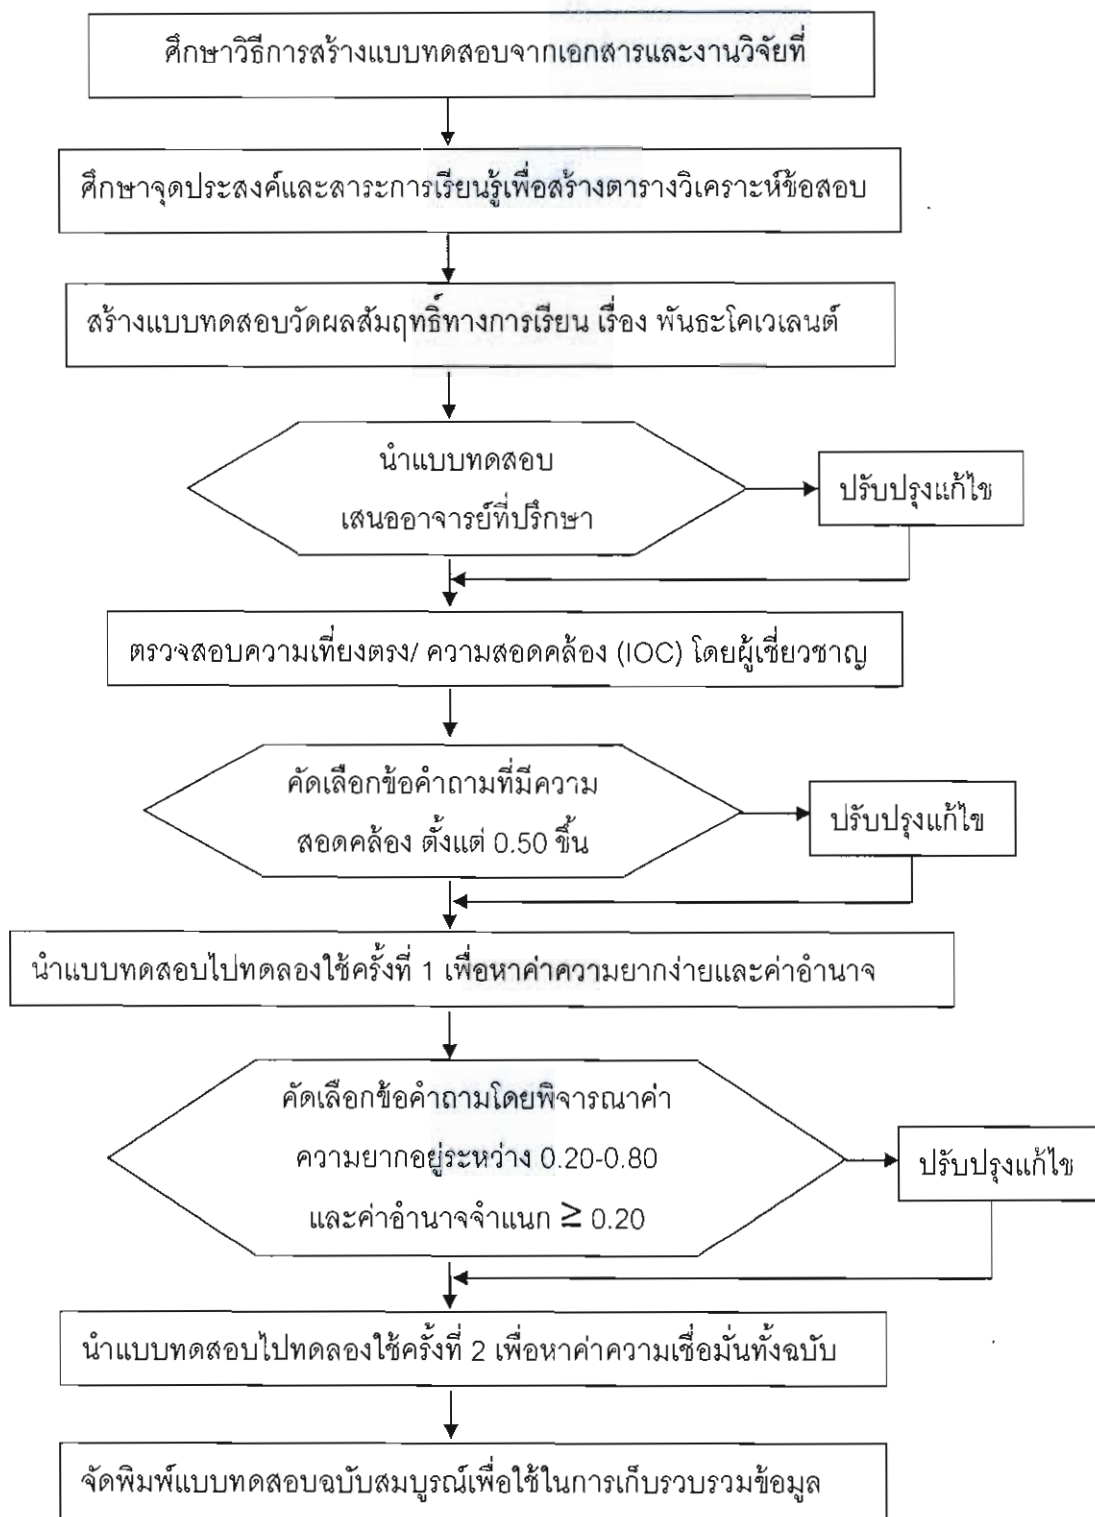 ศึกษาวิธีการสร้างแบบทดสอบจากเอกสารและงานวิจัยที่
ศึกษาจุดประสงค์และสาระการเรียนรู้เพื่อสร้างตารางวิเคราะห์ข้อสอบ
สร้างแบบทดสอบวัดผลสัมฤทธิ์ทางการเรียน เรื่อง พันธะโคเวเลนต์
นำแบบทดสอบ
เสนออาจารย์ที่ปรึกษา
ปรับปรุงแก้ไข
ตรวจสอบความเที่ยงตรง/ ความสอดคล้อง (IOC) โดยผู้เชี่ยวชาญ
คัดเลือกข้อคำถามที่มีความ
สอดคล้อง ตั้งแต่ 0.50 ขึ้น
ปรับปรุงแก้ไข
นำแบบทดสอบไปทดลองใช้ครั้งที่ 1 เพื่อหาค่าความยากง่ายและค่าอำนาจ
คัดเลือกข้อคำถามโดยพิจารณาค่า
ความยากอยู่ระหว่าง 0.20-0.80
และค่าอำนาจจำแนก ≥ 0.20
ปรับปรุงแก้ไข
นำแบบทดสอบไปทดลองใช้ครั้งที่ 2 เพื่อหาค่าความเชื่อมั่นทั้งฉบับ
จัดพิมพ์แบบทดสอบฉบับสมบูรณ์เพื่อใช้ในการเก็บรวบรวมข้อมูล